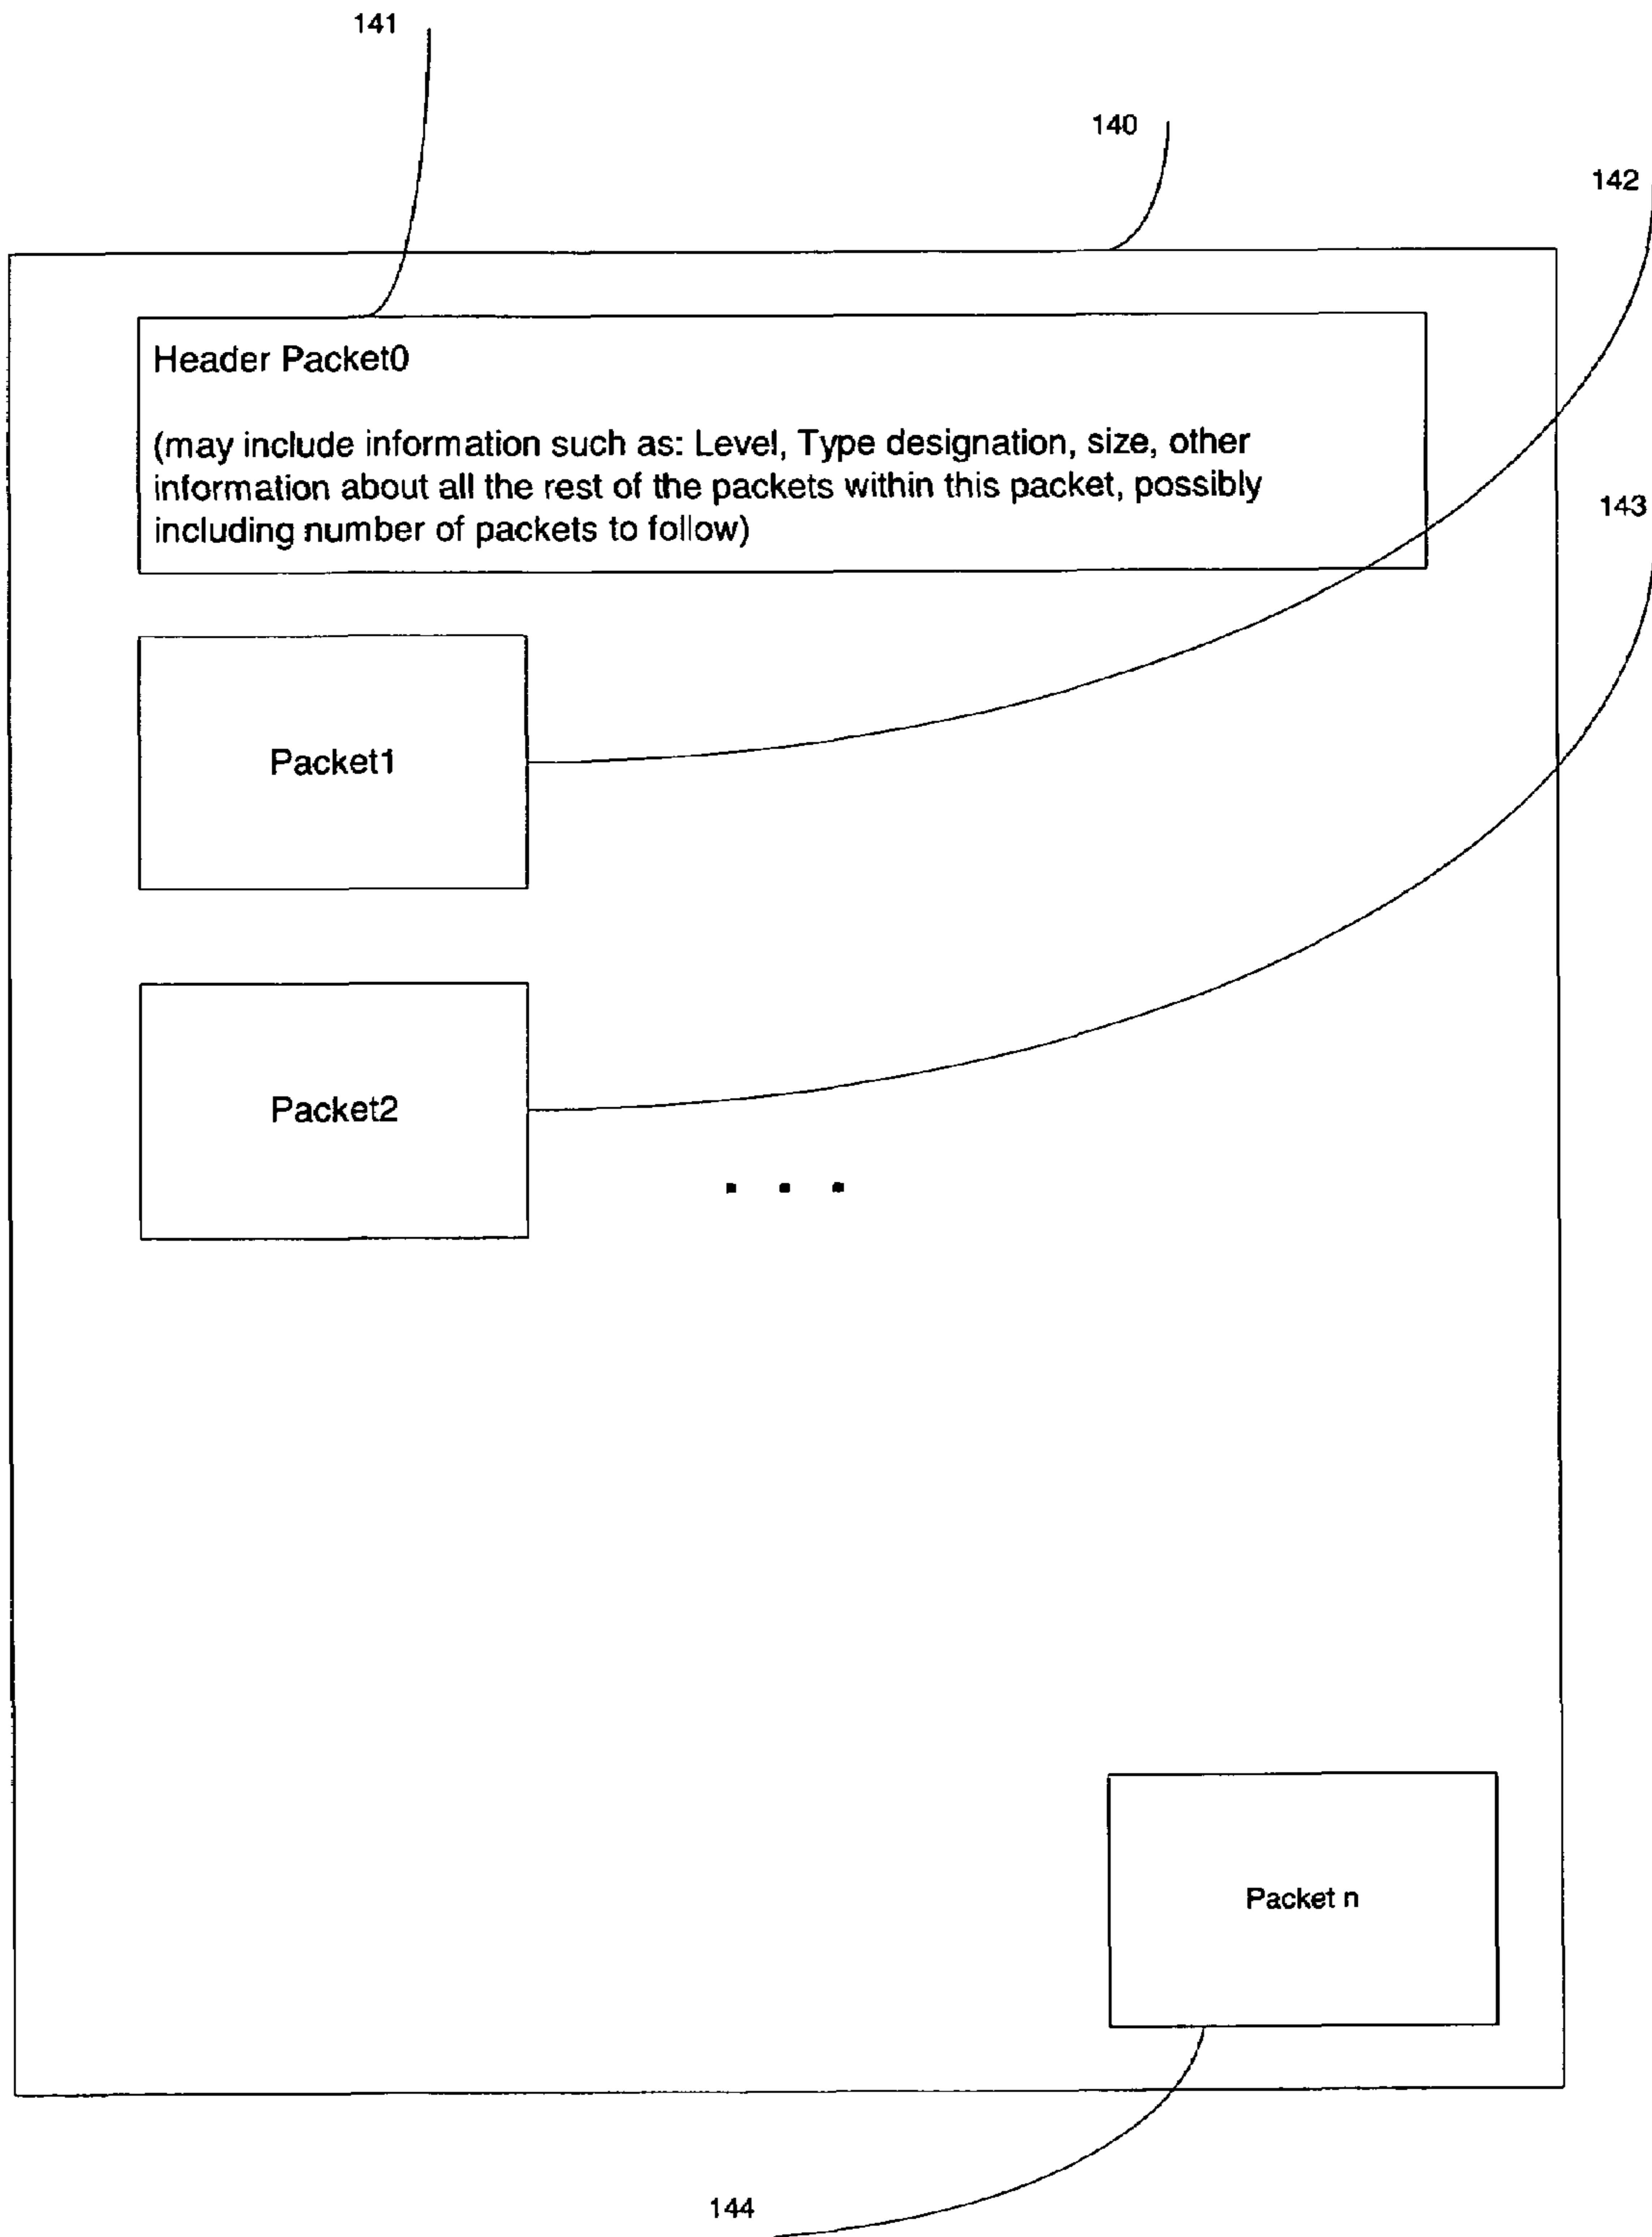 141
140
142
Header Packet0
(may include information such as: Level, Type designation, size, other
information about all the rest of the packets within this packet, possibly
including number of packets to follow)
143
Packet1
Packet2
. . .
Packet n
144